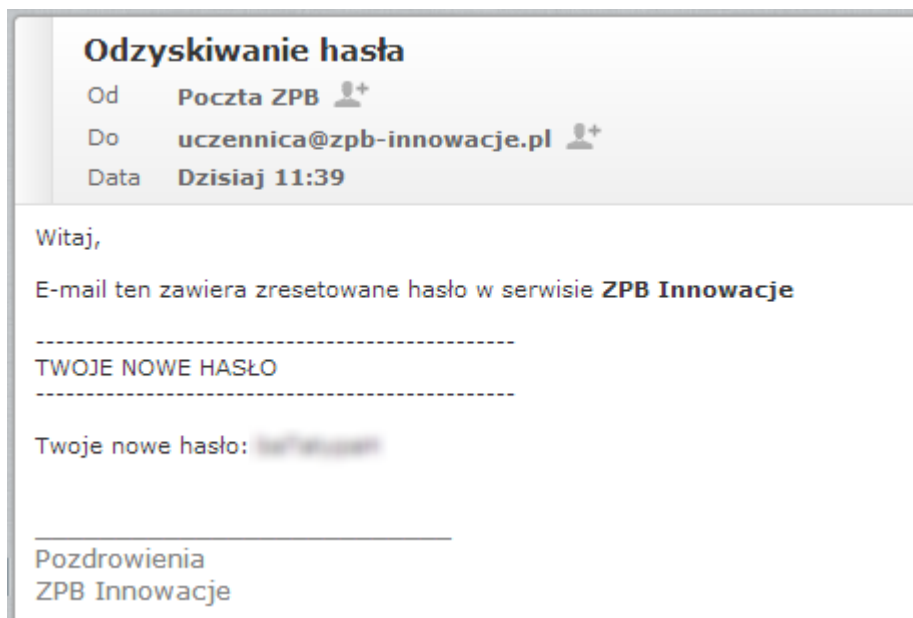 Odzyskiwanie hasła
Od Poczta ZPB
Do uczennica@zpb-innowacje.pl
Data Dzisiaj 11:39
Witaj,
E-mail ten zawiera zresetowane hasło w serwisie ZPB Innowacje
------------------------------------------------
TWOJE NOWE HASŁO
------------------------------------------------
Twoje nowe hasło:
Pozdrowienia
ZPB Innowacje